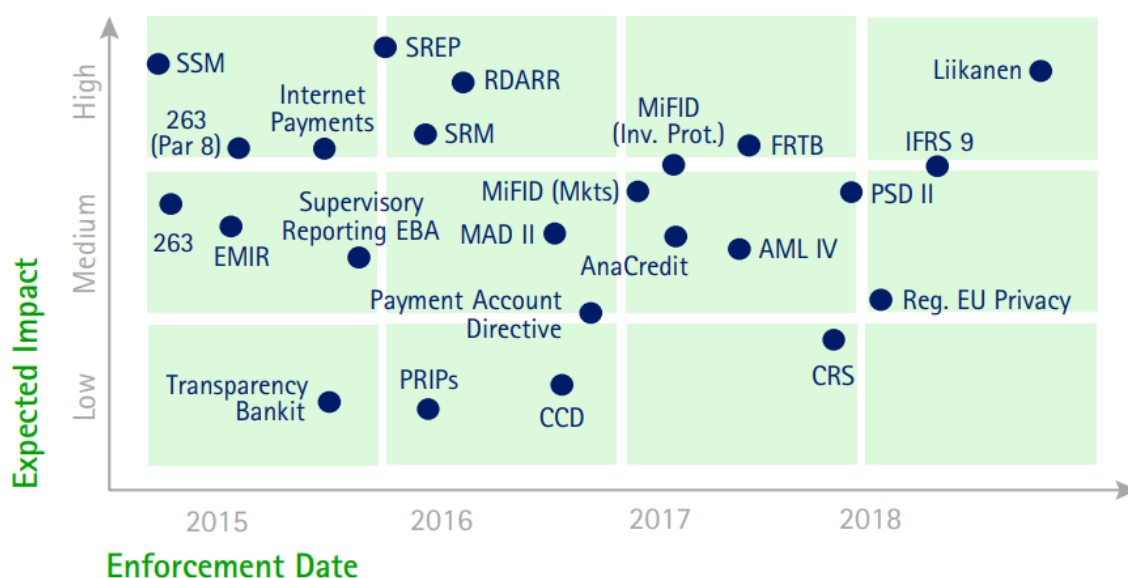 High
Medium
Low
Expected Impact
SSM
263
(Par 8)
Internet
Payments
SREP
RDARR
SRM
MiFID
(Inv. Prot.)
FRTB
Liikanen
IFRS 9
263
EMIR
Supervisory
Reporting EBA
MAD II
MiFID (Mkts)
AnaCredit
AML IV
PSD II
Payment Account
Directive
Reg. EU Privacy
Transparency
Bankit
PRIPs
CCD
CRS
2015
2016
2017
2018
Enforcement Date